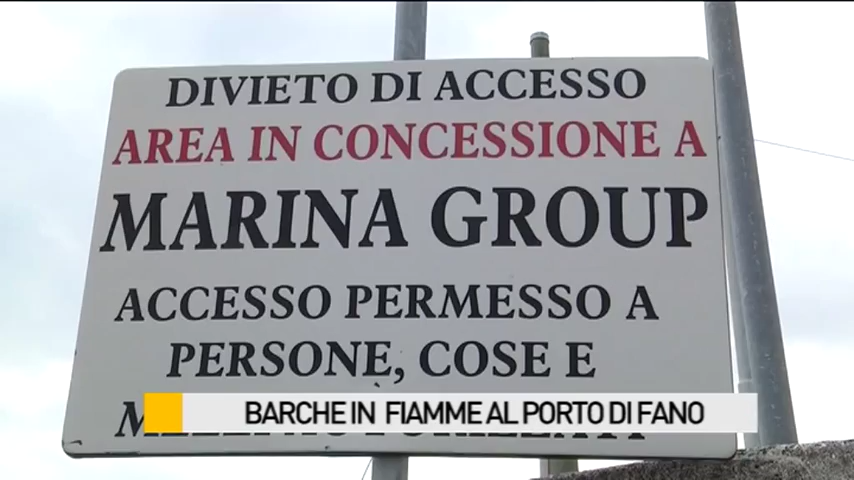 DIVIETO DI ACCESSO
AREA IN CONCESSIONE A
MARINA GROUP
ACCESSO PERMESSO A
PERSONE, COSE E
BARCHE IN FIAMME AL PORTO DI FANO